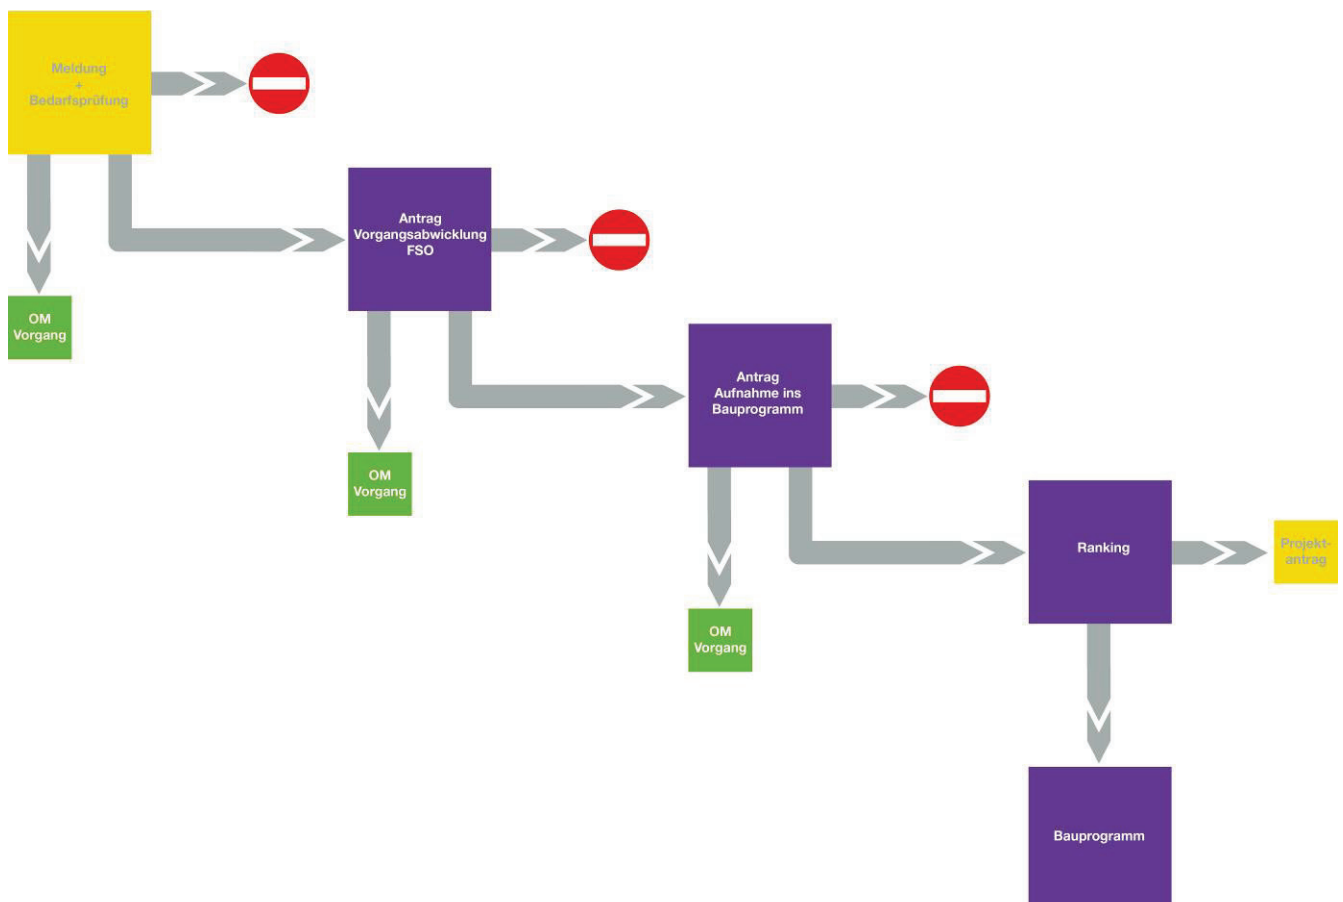 Meldung
+
Bedarfsprüfung
Antrag
Vorgangsabwicklung
FSO
OM
Vorgang
Antrag
Aufnahme ins
Bauprogramm
OM
Vorgang
Ranking
Projekt-
antrag
OM
Vorgang
Bauprogramm